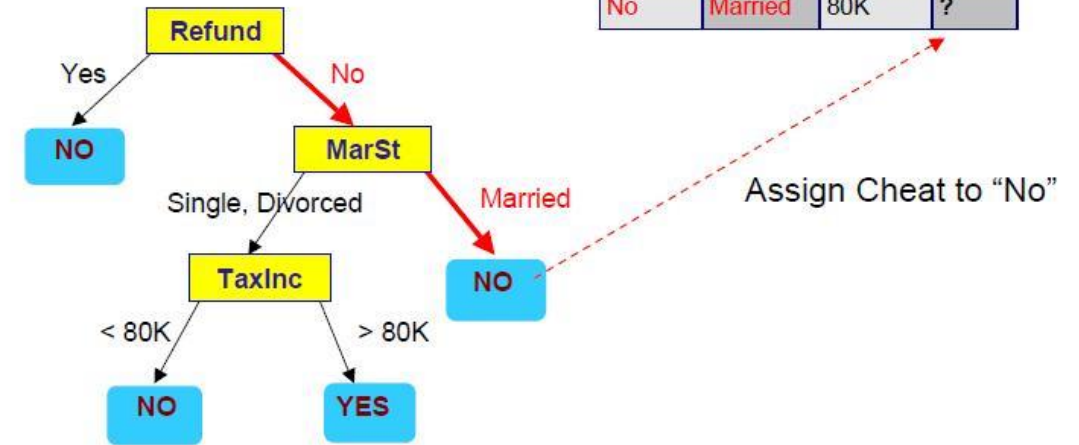 No Married 80K ?
Refund
Yes No
NO MarSt
Single, Divorced Married
Assign Cheat to “No”
TaxInc NO
< 80K > 80K
NO YES